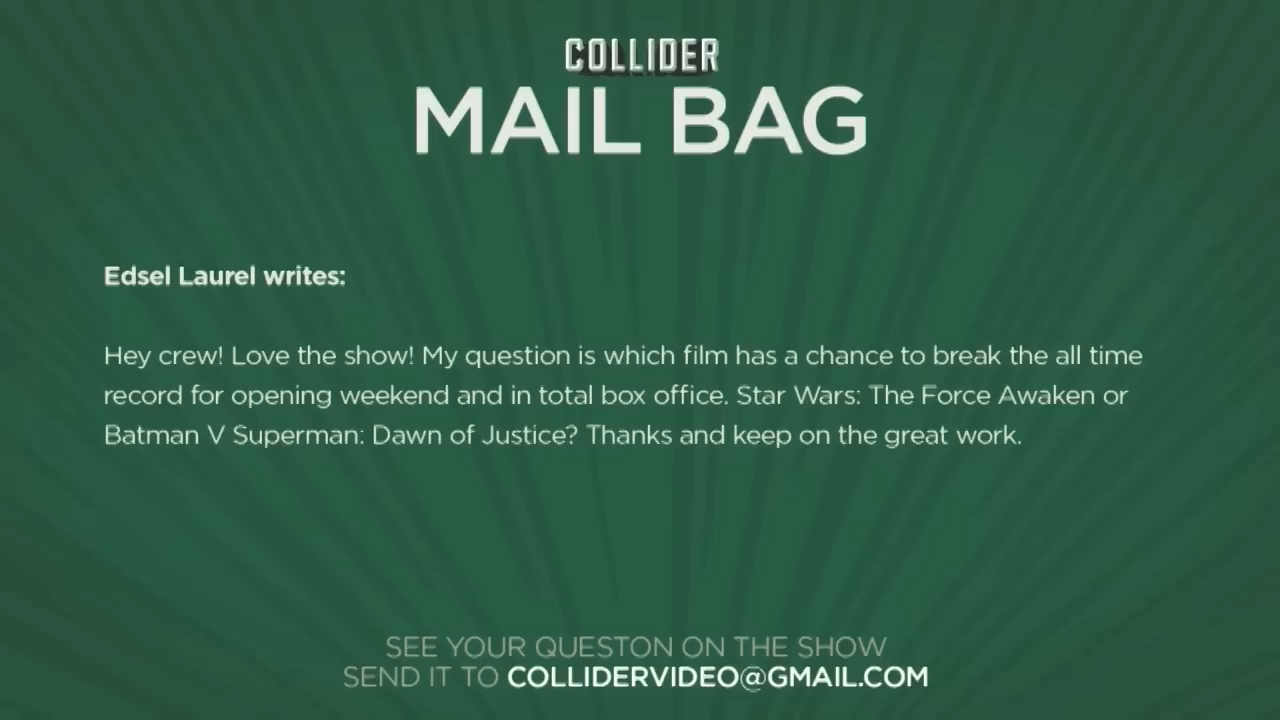 COLLIDER
MAIL BAG
Edsel Laurel writes:
Hey crew! Love the show! My question is which film has a chance to break the all time
record for opening weekend and in total box office. Star Wars: The Force Awaken or
Batman V Superman: Dawn of Justice? Thanks and keep on the great work.
SEE YOUR QUESTON ON THE SHOW
SEND IT TO COLLIDERVIDEO@GMAIL.COM